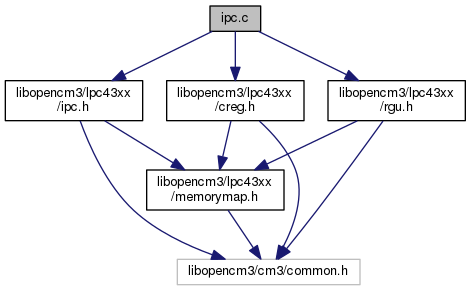 ipc.c
libopencm3/lpc43xx
/ipc.h
libopencm3/lpc43xx
/creg.h
libopencm3/lpc43xx
/rgu.h
libopencm3/lpc43xx
/memorymap.h
libopencm3/cm3/common.h